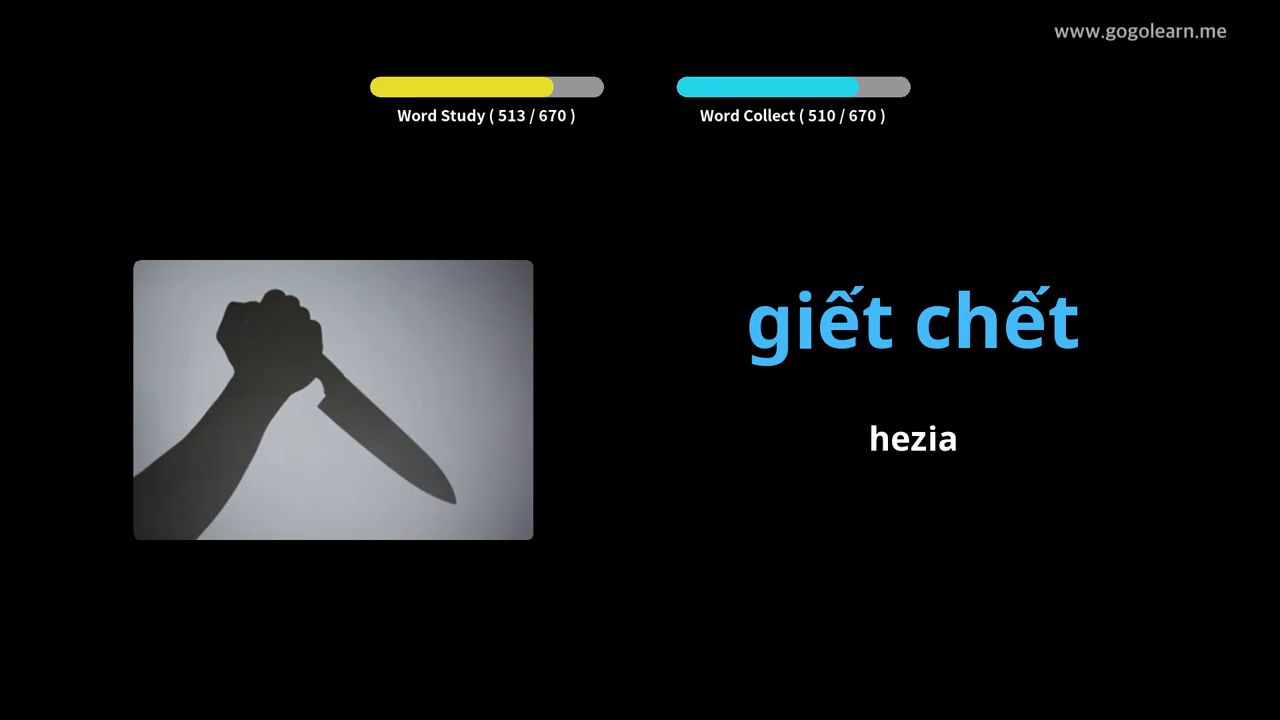 www.gogolearn.me
Word Study ( 513 / 670 )
Word Collect ( 510 / 670 )
giết chết
hezia